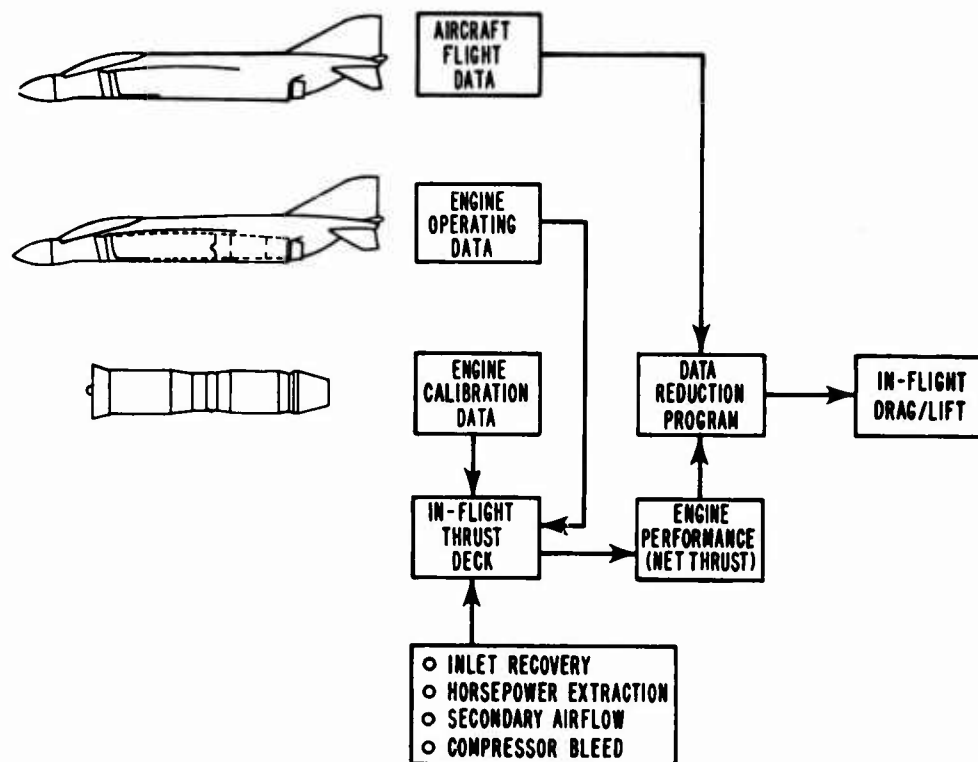 AIRCRAFT
FLIGHT
DATA
ENGINE
OPERATING
DATA
ENGINE
CALIBRATION
DATA
DATA
REDUCTION
PROGRAM
IN-FLIGHT
DRAG/LIFT
IN-FLIGHT
THRUST
DECK
ENGINE
PERFORMANCE
(NET THRUST)
○ INLET RECOVERY
○ HORSEPOWER EXTRACTION
○ SECONDARY AIRFLOW
○ COMPRESSOR BLEED